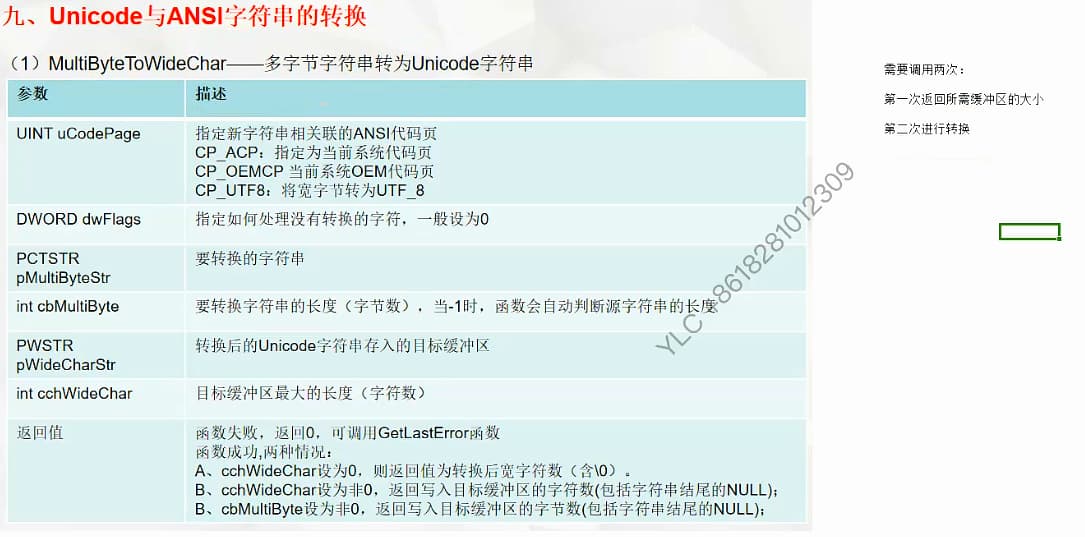 九、Unicode与ANSI字符串的转换
（1）MultiByteToWideChar——多字节字符串转为Unicode字符串
参数 描述
UINT uCodePage 指定新字符串相关联的ANSI代码页
CP_ACP：指定为当前系统代码页
CP_OEMCP 当前系统OEM代码页
CP_UTF8：将宽字节转为UTF_8
DWORD dwFlags 指定如何处理没有转换的字符，一般设为0
PCTSTR 要转换的字符串
pMultiByteStr
int cbMultiByte 要转换字符串的长度（字节数），当-1时，函数会自动判断源字符串的长度
PWSTR 转换后的Unicode字符串存入的目标缓冲区
pWideCharStr
int cchWideChar 目标缓冲区最大的长度（字符数）
返回值 函数失败，返回0，可调用GetLastError函数
函数成功,两种情况：
A、cchWideChar设为0，则返回值为转换后宽字符数（含\0）。
B、cchWideChar设为非0，返回写入目标缓冲区的字符数(包括字符串结尾的NULL)；
B、cbMultiByte设为非0，返回写入目标缓冲区的字节数(包括字符串结尾的NULL)；
需要调用两次：
第一次返回所需缓冲区的大小
第二次进行转换
YLC+8618281012309